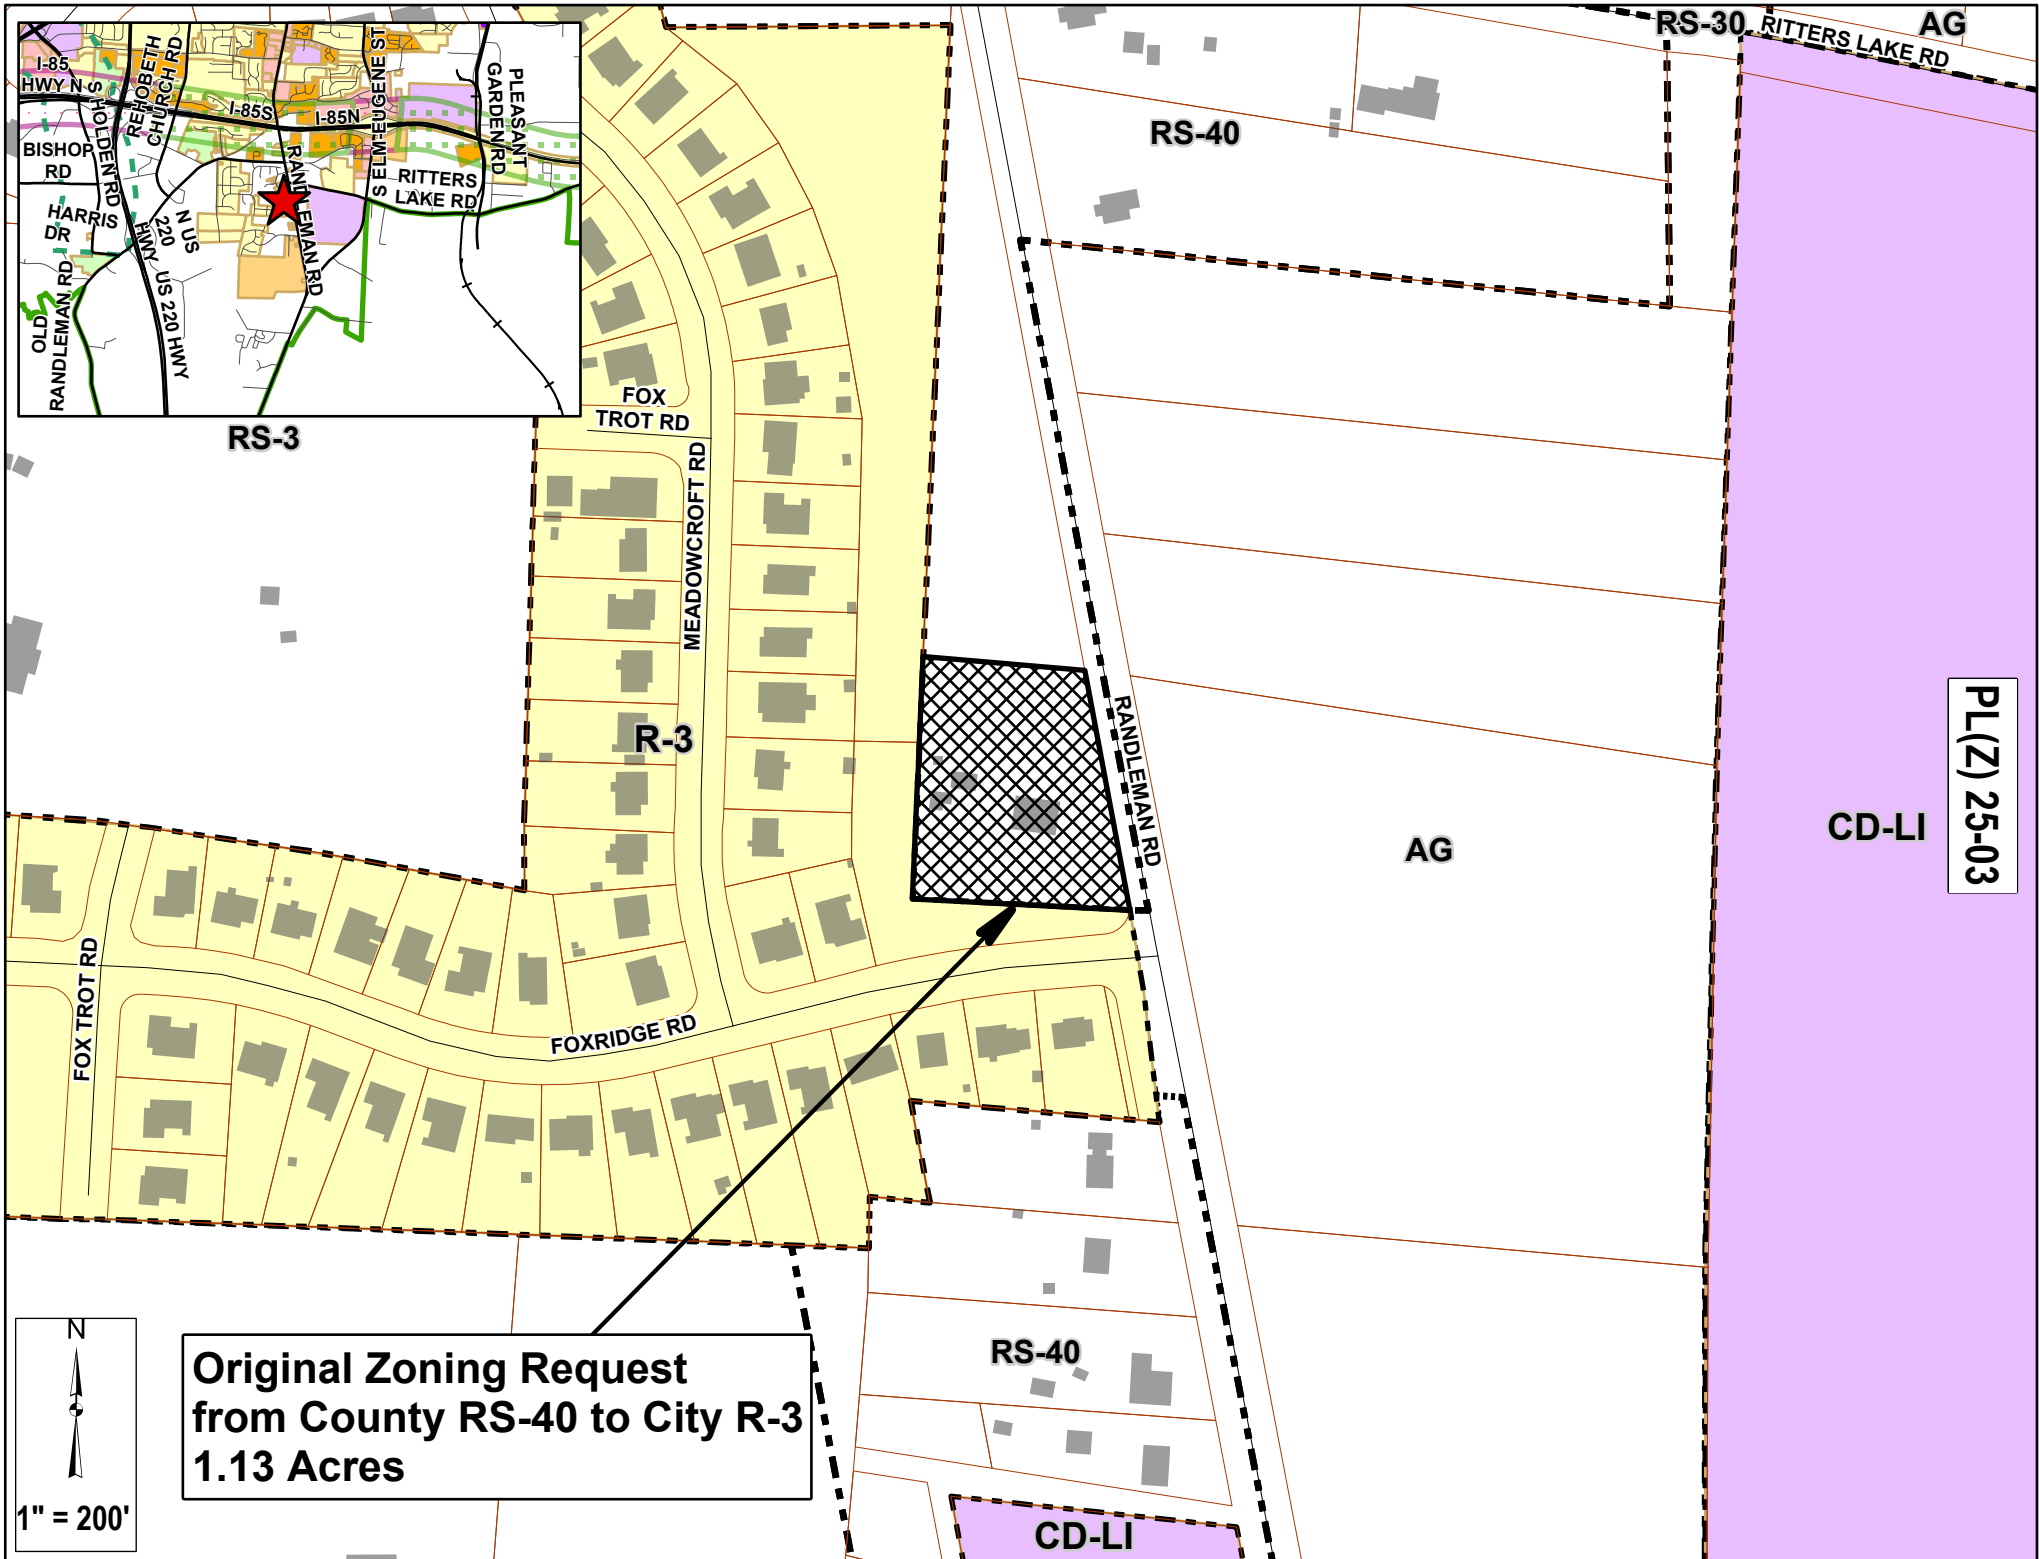 I-85
HWY N
S HOLDEN RD
REHOBETH
CHURCH RD
I-85S
I-85N
S ELM-EUGENE ST
PLEASANT
GARDEN RD
BISHOP
RD
RITTERS
LAKE RD
HARRIS
DR
N US
220
HWY
US 220 HWY
RANDLEMAN RD
OLD
RANDLEMAN RD
RS-30
RITTERS LAKE RD
AG
RS-40
RS-3
FOX
TROT RD
MEADOWCROFT RD
R-3
RANDLEMAN RD
AG
CD-LI
PL(Z) 25-03
FOX TROT RD
FOXRIDGE RD
RS-40
CD-LI
N
1" = 200'
Original Zoning Request
from County RS-40 to City R-3
1.13 Acres